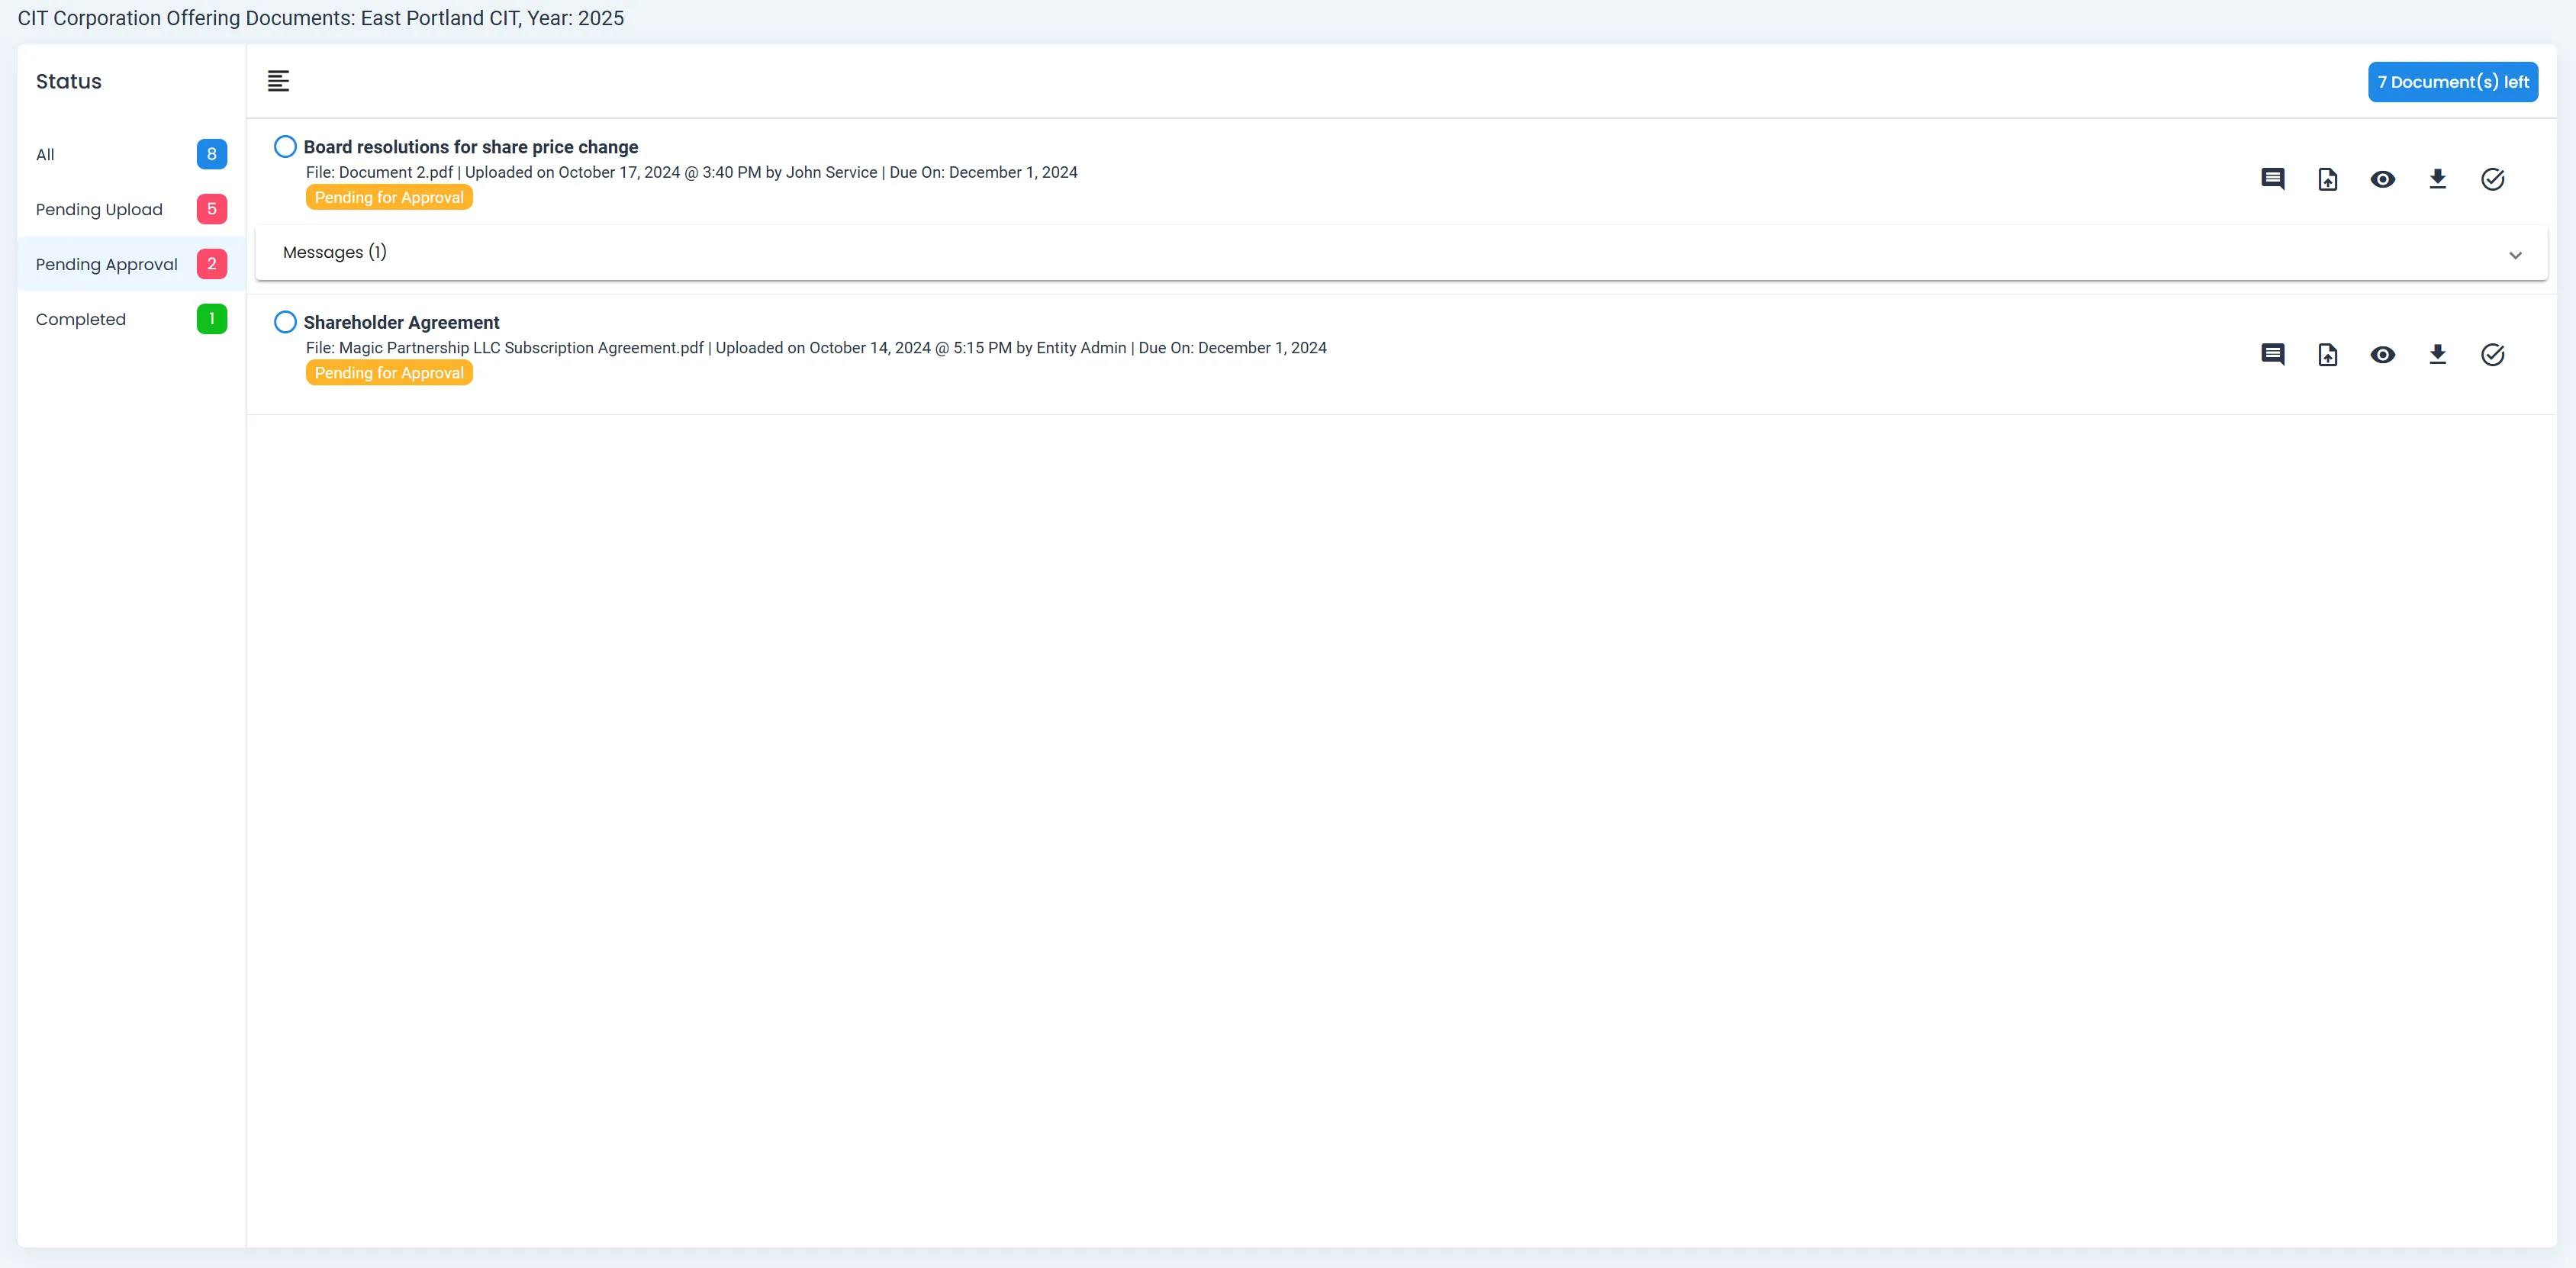 CIT Corporation Offering Documents: East Portland CIT, Year: 2025
Status
7 Document(s) left
All 8
Pending Upload 5
Pending Approval 2
Completed 1
Board resolutions for share price change
File: Document 2.pdf | Uploaded on October 17, 2024 @ 3:40 PM by John Service | Due On: December 1, 2024
Pending for Approval
Messages (1)
Shareholder Agreement
File: Magic Partnership LLC Subscription Agreement.pdf | Uploaded on October 14, 2024 @ 5:15 PM by Entity Admin | Due On: December 1, 2024
Pending for Approval